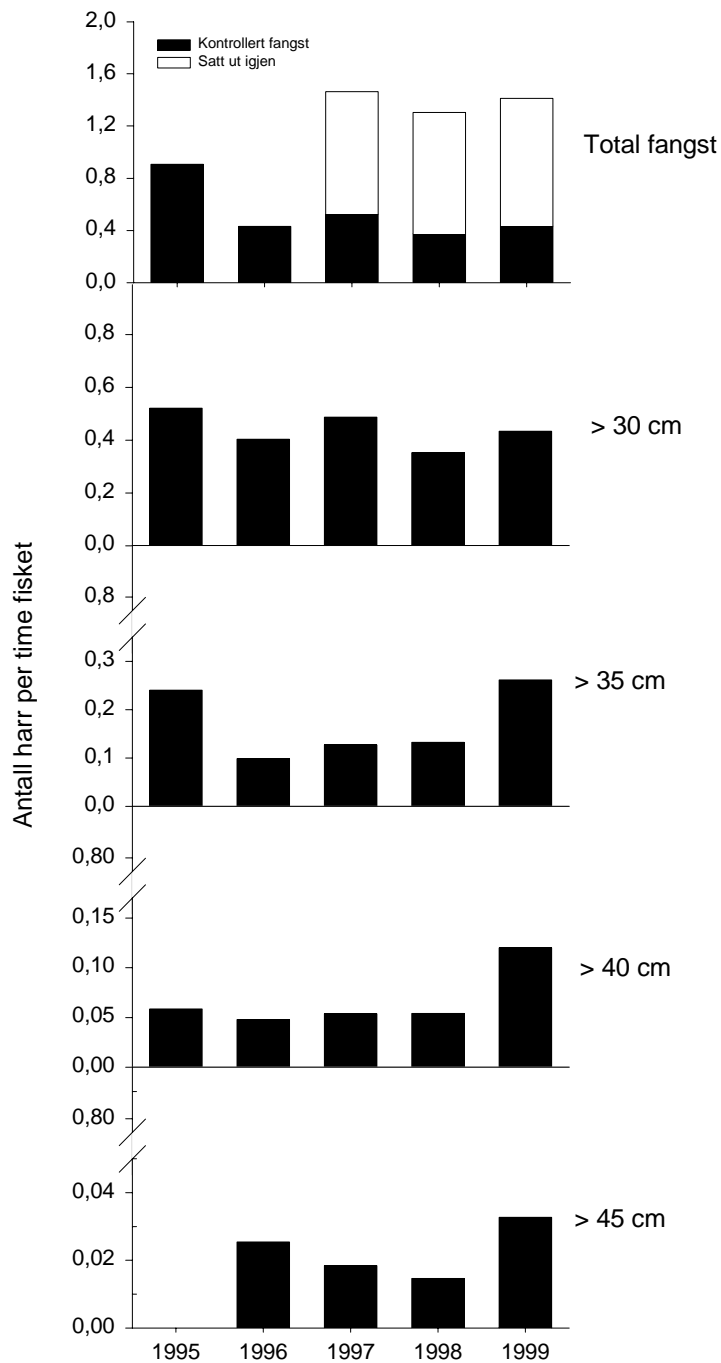 2,0
1,6
1,2
0,8
0,4
0,0
Kontrollert fangst
Satt ut igjen
Total fangst
0,8
0,6
0,4
0,2
0,0
> 30 cm
0,8
0,3
0,2
0,1
0,0
> 35 cm
0,80
0,15
0,10
0,05
0,00
> 40 cm
0,80
0,04
0,02
0,00
> 45 cm
Antall harr per time fisket
1995 1996 1997 1998 1999